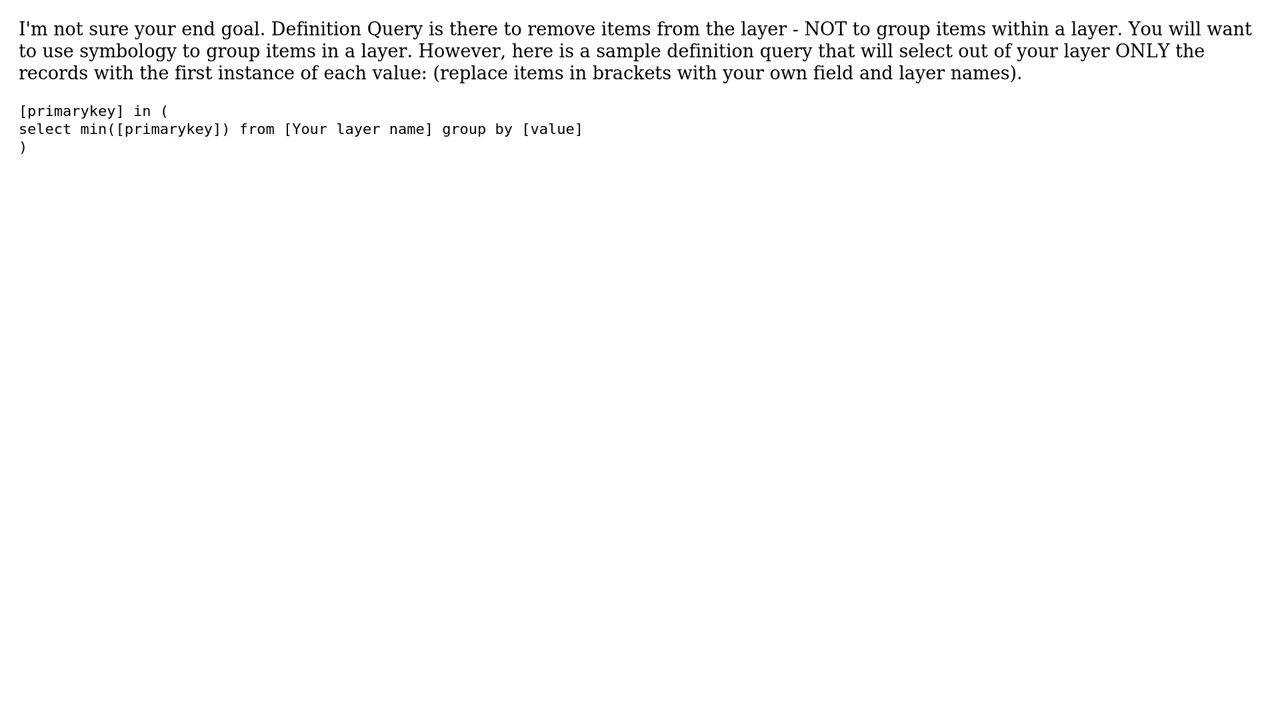 I'm not sure your end goal. Definition Query is there to remove items from the layer - NOT to group items within a layer. You will want
to use symbology to group items in a layer. However, here is a sample definition query that will select out of your layer ONLY the
records with the first instance of each value: (replace items in brackets with your own field and layer names).
[primarykey] in (
select min([primarykey]) from [Your layer name] group by [value]
)